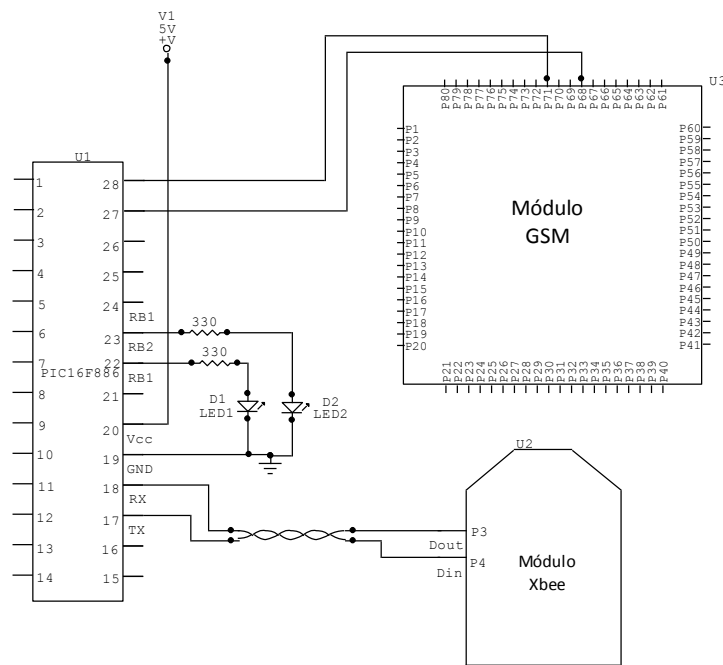 V1
5V
+V
U1
PIC16F886
1
2
3
4
5
6
7
8
9
10
11
12
13
14
28
27
26
25
24
RB1
23
RB2
22
RB1
21
20
Vcc
19
GND
18
RX
17
TX
16
15
330
330
D1
LED1
D2
LED2
U3
P80
P79
P78
P77
P76
P75
P74
P73
P72
P71
P70
P69
P68
P67
P66
P65
P64
P63
P62
P61
P1
P2
P3
P4
P5
P6
P7
P8
P9
P10
P11
P12
P13
P14
P15
P16
P17
P18
P19
P20
Módulo
GSM
P60
P59
P58
P57
P56
P55
P54
P53
P52
P51
P50
P49
P48
P47
P46
P45
P44
P43
P42
P41
P21
P22
P23
P24
P25
P26
P27
P28
P29
P30
P31
P32
P33
P34
P35
P36
P37
P38
P39
P40
U2
P3
Dout
P4
Din
Módulo
Xbee